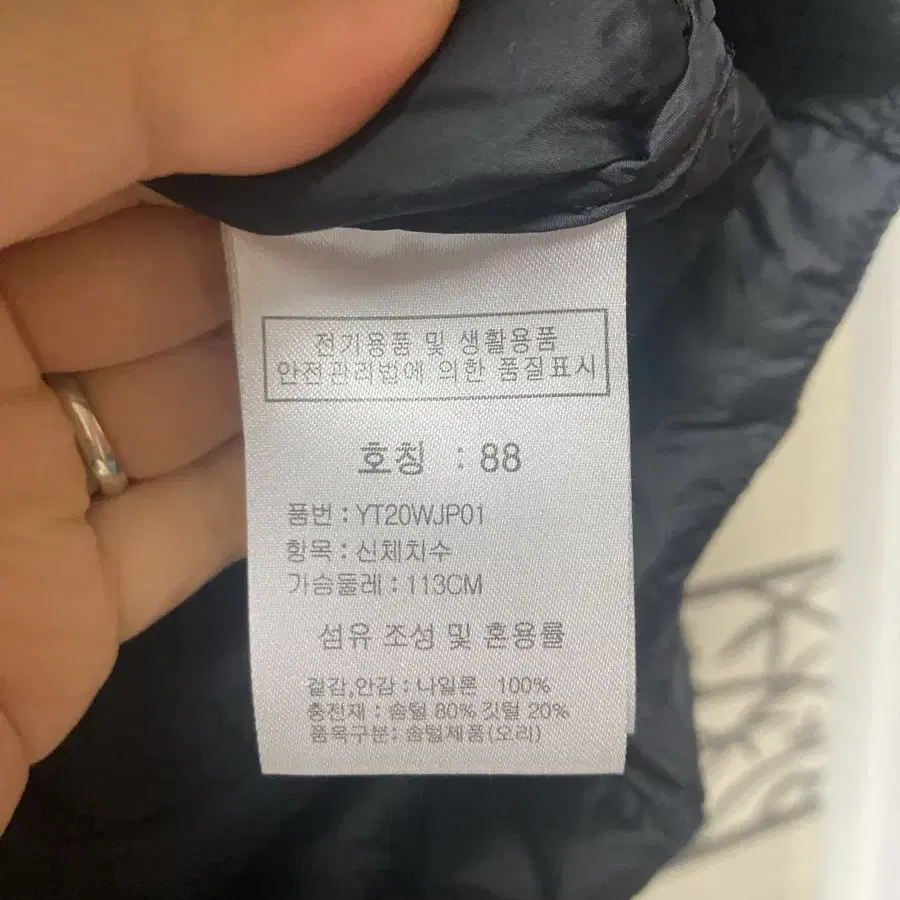 전기용품 및 생활용품
안전관리법에 의한 품질표시
호칭 : 88
품번 : YT20WJP01
항목 : 신체치수
가슴둘레 : 113CM
섬유 조성 및 혼용률
겉감,안감 : 나일론 100%
충전재 : 솜털 80% 깃털 20%
품목구분: 솜털제품(오리)